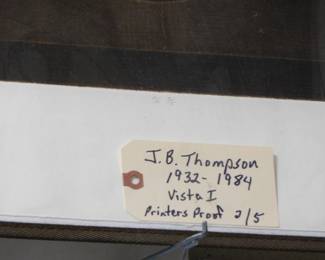 J.B. Thompson
1932-1984
Vista I
Printers Proof 2/5